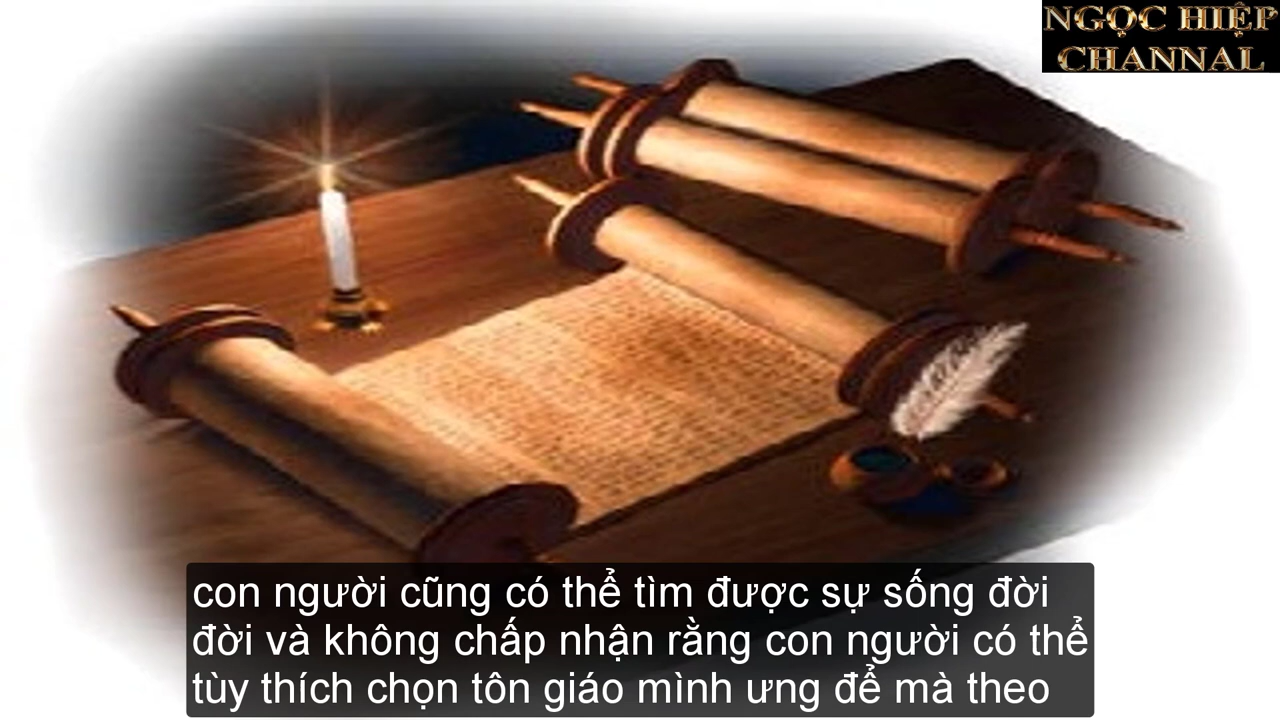 NGỌC HIỆP
CHANNAL
con người cũng có thể tìm được sự sống đời
đời và không chấp nhận rằng con người có thể
tùy thích chọn tôn giáo mình ưng để mà theo